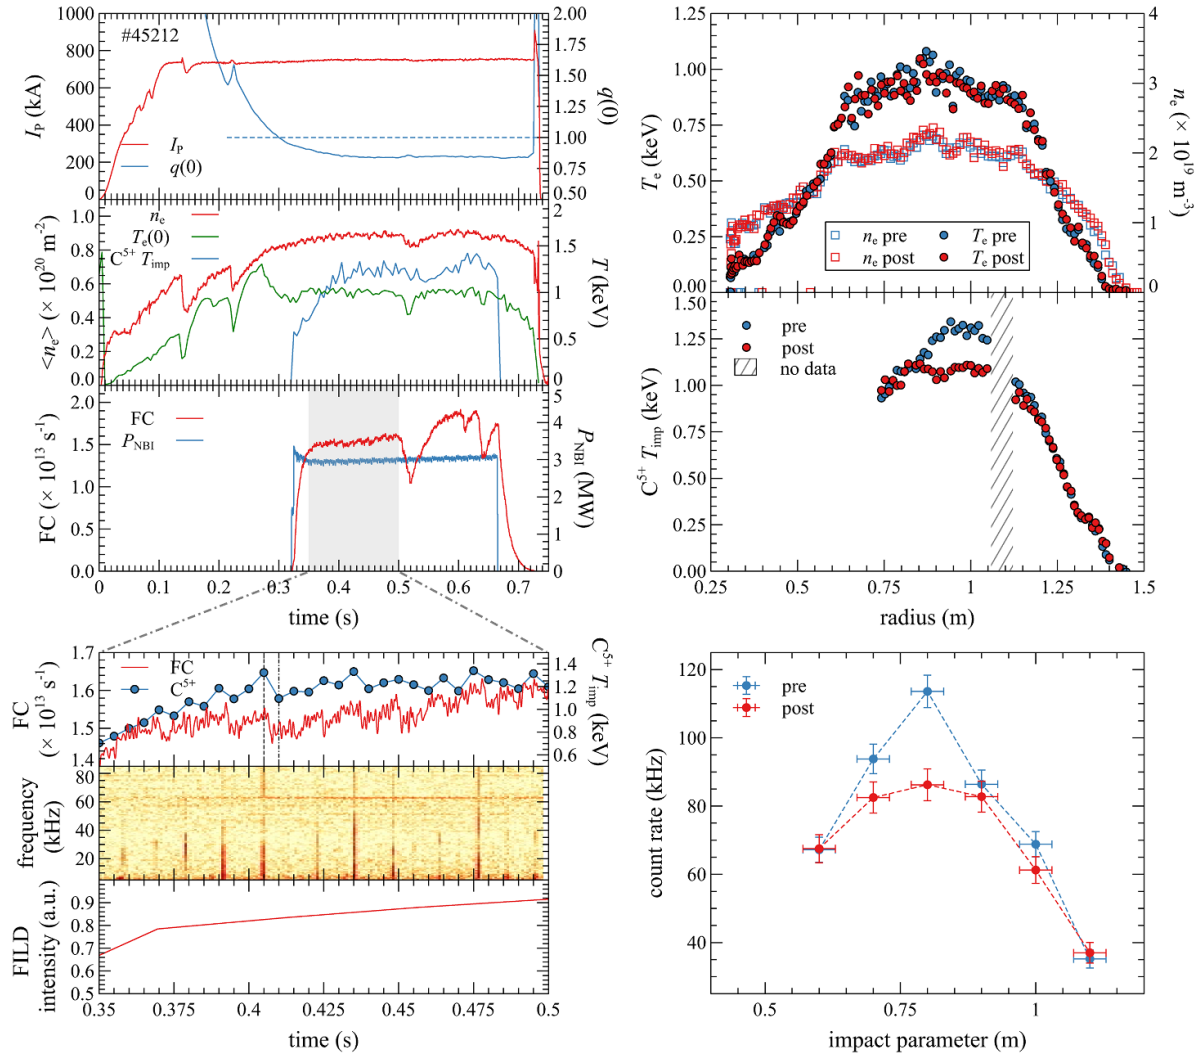 #45212
I_P (kA)
1000
800
600
400
200
0
I_P
q(0)
q(0)
2.00
1.75
1.50
1.25
1.00
0.75
0.50
<n_e> (× 10^20 m^-2)
1.0
0.8
0.6
0.4
0.2
0.0
n_e
T_e(0)
C^5+ T_imp
T (keV)
2
1
1
0
0
FC (× 10^13 s^-1)
2.0
1.5
1.0
0.5
0.0
FC
P_NBI
P_NBI (MW)
5
4
3
2
1
0
0
0.1
0.2
0.3
0.4
0.5
0.6
0.7
time (s)
FC
(× 10^13 s^-1)
1.7
1.6
1.5
1.4
FC
C^5+
C^5+ T_imp
(keV)
1.4
1.2
1.0
0.8
0.6
frequency
(kHz)
80
60
40
20
FILD
intensity (a.u.)
0.9
0.8
0.7
0.6
0.5
0.35
0.375
0.4
0.425
0.45
0.475
0.5
time (s)
T_e (keV)
1.25
1.00
0.75
0.50
0.25
0.00
n_e pre
n_e post
T_e pre
T_e post
n_e (× 10^19 m^-3)
4
3
2
1
0
C^5+ T_imp (keV)
1.50
1.25
1.00
0.75
0.50
0.25
0.00
pre
post
no data
0.25
0.5
0.75
1
1.25
1.5
radius (m)
count rate (kHz)
120
100
80
60
40
pre
post
0.5
0.75
1
impact parameter (m)